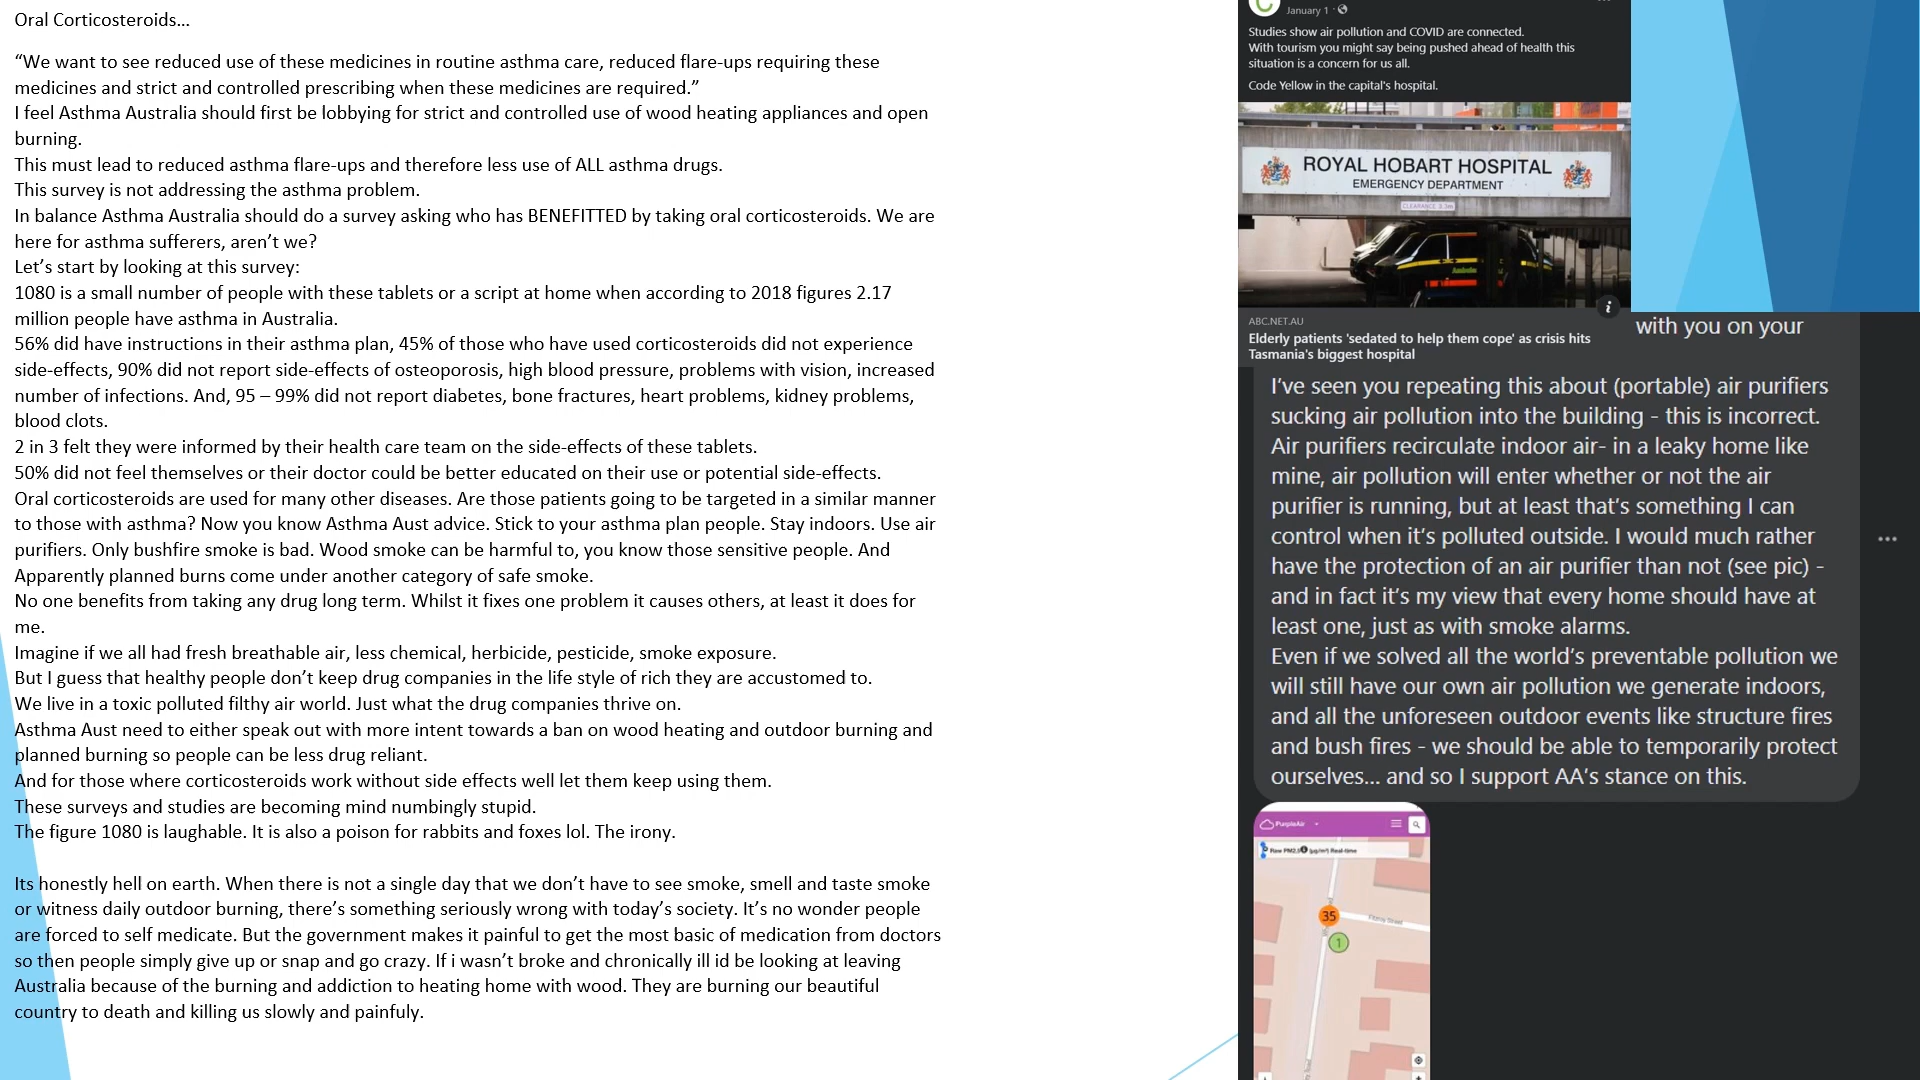 Oral Corticosteroids...
“We want to see reduced use of these medicines in routine asthma care, reduced flare-ups requiring these
medicines and strict and controlled prescribing when these medicines are required.”
I feel Asthma Australia should first be lobbying for strict and controlled use of wood heating appliances and open
burning.
This must lead to reduced asthma flare-ups and therefore less use of ALL asthma drugs.
This survey is not addressing the asthma problem.
In balance Asthma Australia should do a survey asking who has BENEFITTED by taking oral corticosteroids. We are
here for asthma sufferers, aren’t we?
Let’s start by looking at this survey:
1080 is a small number of people with these tablets or a script at home when according to 2018 figures 2.17
million people have asthma in Australia.
56% did have instructions in their asthma plan, 45% of those who have used corticosteroids did not experience
side-effects, 90% did not report side-effects of osteoporosis, high blood pressure, problems with vision, increased
number of infections. And, 95 – 99% did not report diabetes, bone fractures, heart problems, kidney problems,
blood clots.
2 in 3 felt they were informed by their health care team on the side-effects of these tablets.
50% did not feel themselves or their doctor could be better educated on their use or potential side-effects.
Oral corticosteroids are used for many other diseases. Are those patients going to be targeted in a similar manner
to those with asthma? Now you know Asthma Aust advice. Stick to your asthma plan people. Stay indoors. Use air
purifiers. Only bushfire smoke is bad. Wood smoke can be harmful to, you know those sensitive people. And
Apparently planned burns come under another category of safe smoke.
No one benefits from taking any drug long term. Whilst it fixes one problem it causes others, at least it does for
me.
Imagine if we all had fresh breathable air, less chemical, herbicide, pesticide, smoke exposure.
But I guess that healthy people don’t keep drug companies in the life style of rich they are accustomed to.
We live in a toxic polluted filthy air world. Just what the drug companies thrive on.
Asthma Aust need to either speak out with more intent towards a ban on wood heating and outdoor burning and
planned burning so people can be less drug reliant.
And for those where corticosteroids work without side effects well let them keep using them.
These surveys and studies are becoming mind numbingly stupid.
The figure 1080 is laughable. It is also a poison for rabbits and foxes lol. The irony.
Its honestly hell on earth. When there is not a single day that we don’t have to see smoke, smell and taste smoke
or witness daily outdoor burning, there’s something seriously wrong with today’s society. It’s no wonder people
are forced to self medicate. But the government makes it painful to get the most basic of medication from doctors
so then people simply give up or snap and go crazy. If i wasn’t broke and chronically ill id be looking at leaving
Australia because of the burning and addiction to heating home with wood. They are burning our beautiful
country to death and killing us slowly and painfuly.
January 1 ·
Studies show air pollution and COVID are connected.
With tourism you might say being pushed ahead of health this
situation is a concern for us all.
Code Yellow in the capital's hospital.
ROYAL HOBART HOSPITAL
EMERGENCY DEPARTMENT
CLEARANCE 3.3m
ABC.NET.AU
Elderly patients 'sedated to help them cope' as crisis hits
Tasmania's biggest hospital
with you on your
I’ve seen you repeating this about (portable) air purifiers
sucking air pollution into the building - this is incorrect.
Air purifiers recirculate indoor air- in a leaky home like
mine, air pollution will enter whether or not the air
purifier is running, but at least that’s something I can
control when it’s polluted outside. I would much rather
have the protection of an air purifier than not (see pic) -
and in fact it’s my view that every home should have at
least one, just as with smoke alarms.
Even if we solved all the world’s preventable pollution we
will still have our own air pollution we generate indoors,
and all the unforeseen outdoor events like structure fires
and bush fires - we should be able to temporarily protect
ourselves... and so I support AA’s stance on this.
PurpleAir
Raw PM2.5 (µg/m³) Real-time
35
1